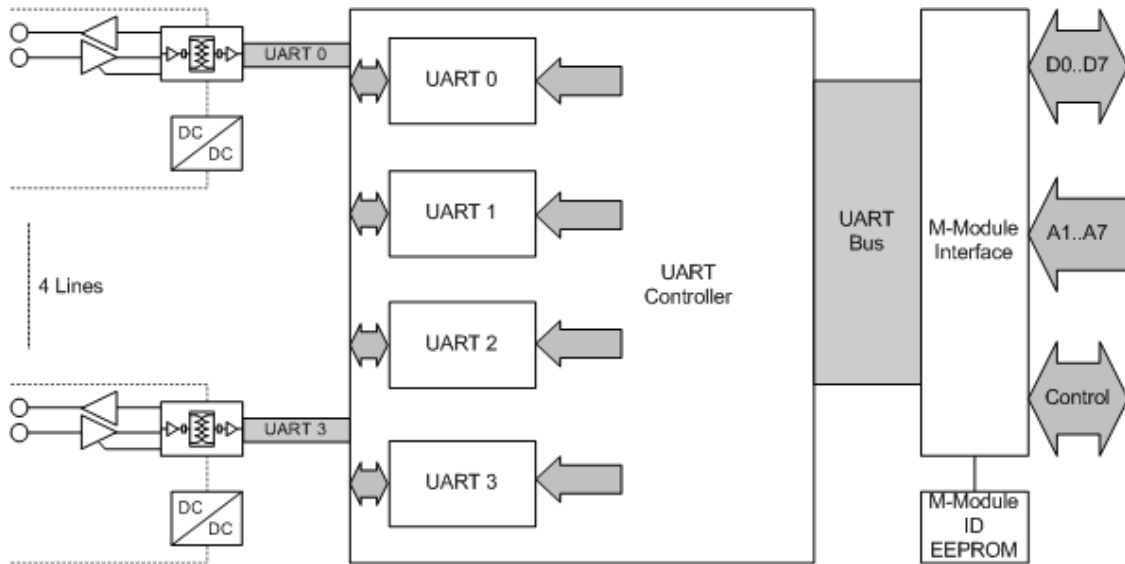 UART 0
DC
DC
4 Lines
UART 3
DC
DC
UART 0
UART 1
UART 2
UART 3
UART
Controller
UART
Bus
M-Module
Interface
D0..D7
A1..A7
Control
M-Module
ID
EEPROM